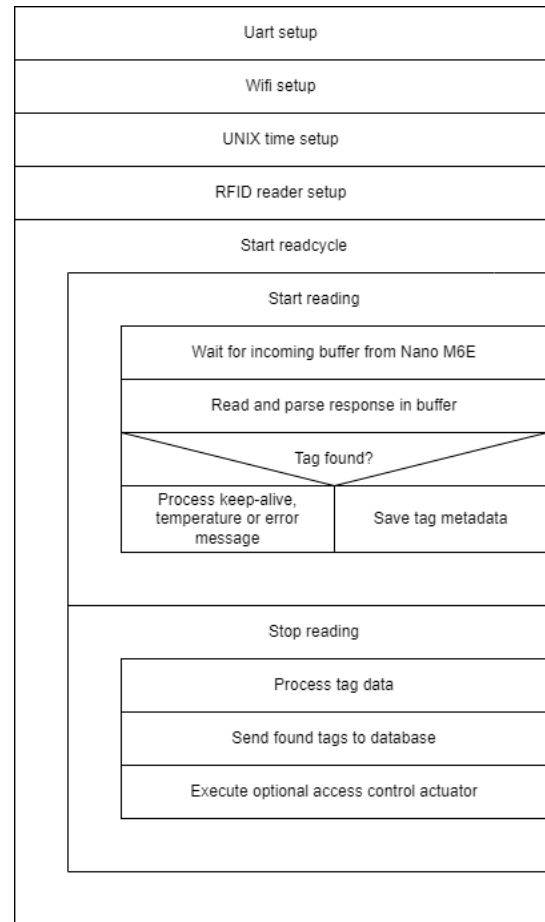 Uart setup
Wifi setup
UNIX time setup
RFID reader setup
Start readcycle
Start reading
Wait for incoming buffer from Nano M6E
Read and parse response in buffer
Tag found?
Process keep-alive,
temperature or error
message
Save tag metadata
Stop reading
Process tag data
Send found tags to database
Execute optional access control actuator